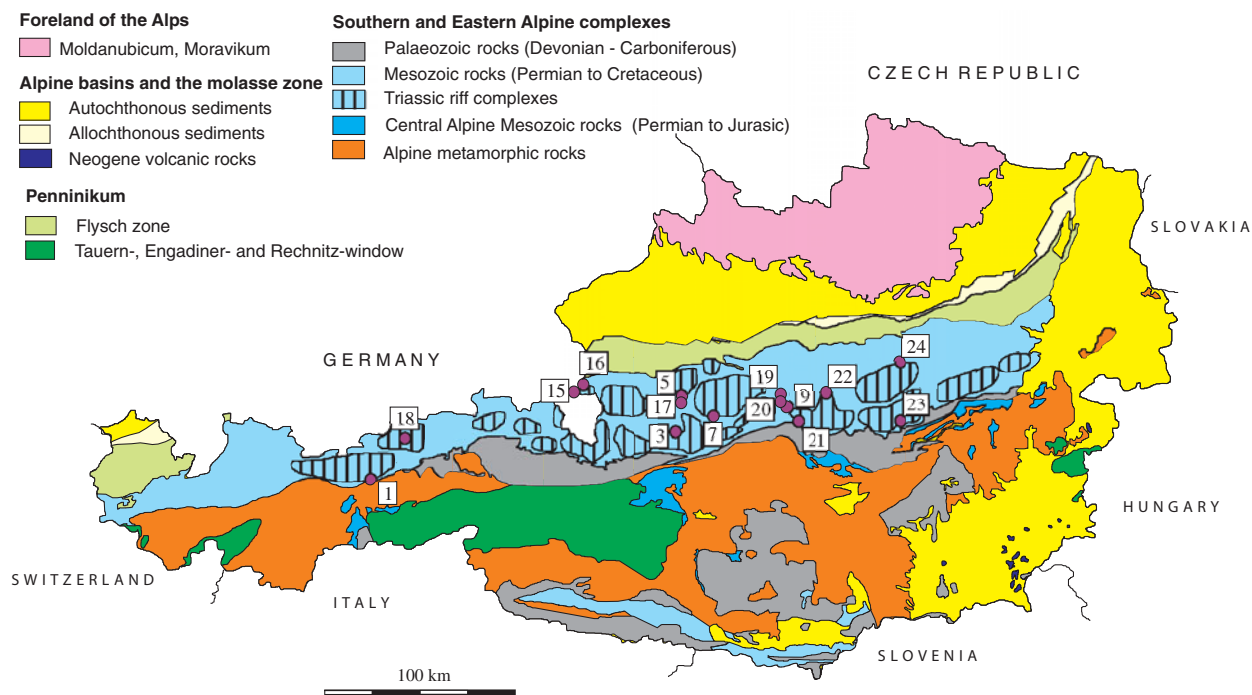 Foreland of the Alps
Moldanubicum, Moravikum
Alpine basins and the molasse zone
Autochthonous sediments
Allochthonous sediments
Neogene volcanic rocks
Penninikum
Flysch zone
Tauern-, Engadiner- and Rechnitz-window
Southern and Eastern Alpine complexes
Palaeozoic rocks (Devonian - Carboniferous)
Mesozoic rocks (Permian to Cretaceous)
Triassic riff complexes
Central Alpine Mesozoic rocks (Permian to Jurasic)
Alpine metamorphic rocks
CZECH REPUBLIC
SLOVAKIA
GERMANY
24
16
15
5
19
22
9
17
20
23
18
3
7
21
1
HUNGARY
SWITZERLAND
ITALY
SLOVENIA
100 km